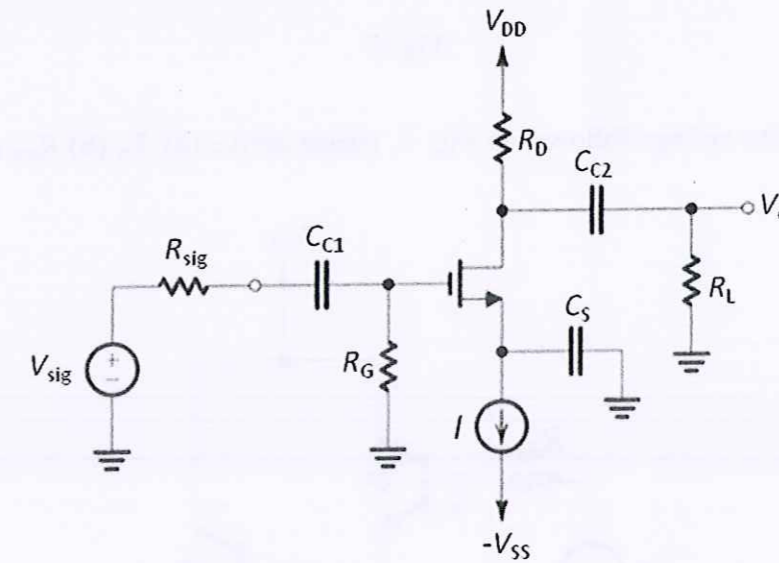 V_DD
R_D
C_C2
R_sig
C_C1
R_L
C_S
V_sig
+
−
R_G
I
-V_SS